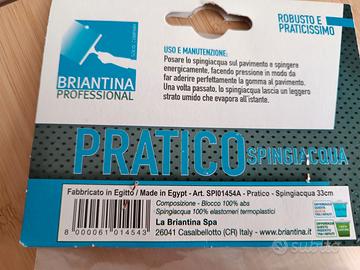 ROBUSTO E
PRATICISSIMO
BRIANTINA
PROFESSIONAL
USO E MANUTENZIONE:
Posare lo spingiacqua sul pavimento e spingere
energicamente, facendo pressione in modo da
far aderire perfettamente la gomma al pavimento.
Una volta passato, lo spingiacqua lascia un leggero
strato umido che evapora all'istante.
PRATICO SPINGIACQUA
Fabbricato in Egitto / Made in Egypt - Art. SPI01454A - Pratico - Spingiacqua 33cm
Composizione - Blocco 100% abs
Spingiacqua 100% elastomeri termoplastici
La Briantina Spa
26041 Casalbellotto (CR) Italy - www.briantina.it
8 000061 014543
subito.it